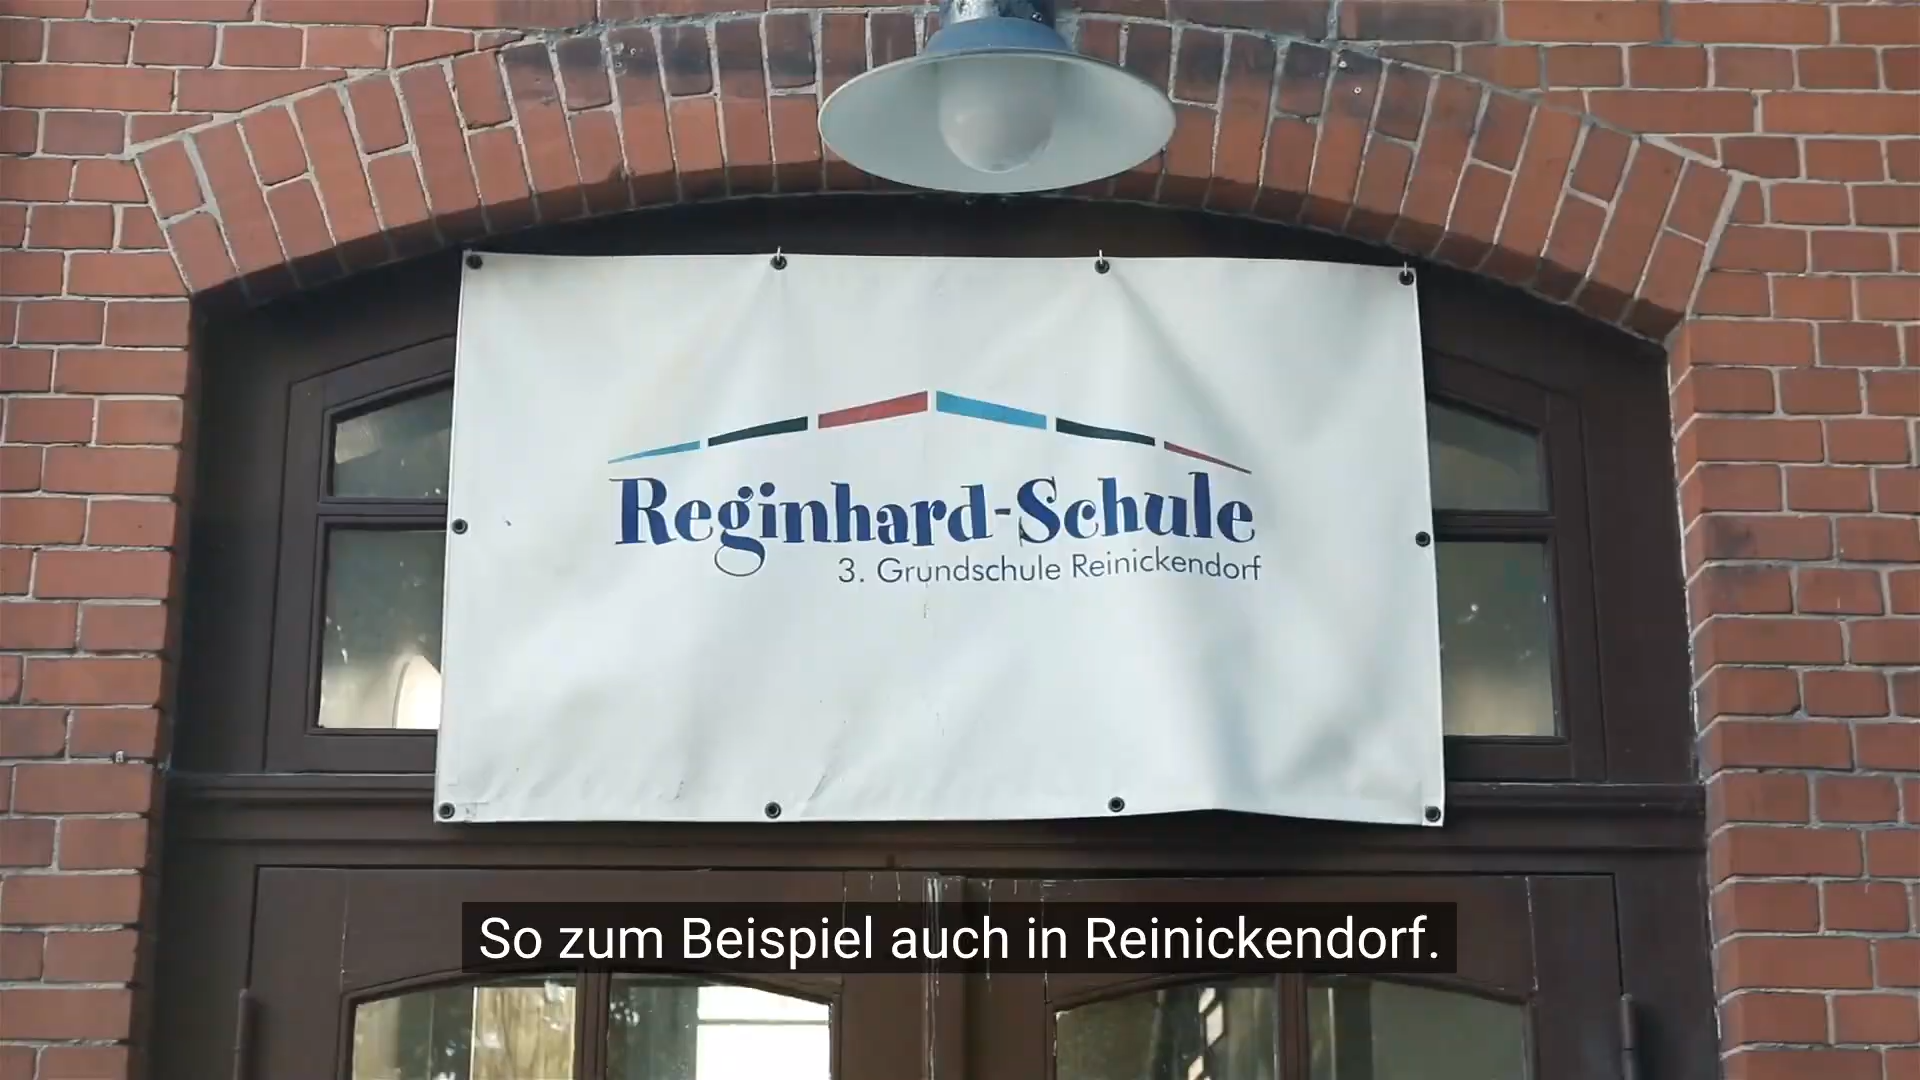 Reginhard-Schule
3. Grundschule Reinickendorf
So zum Beispiel auch in Reinickendorf.